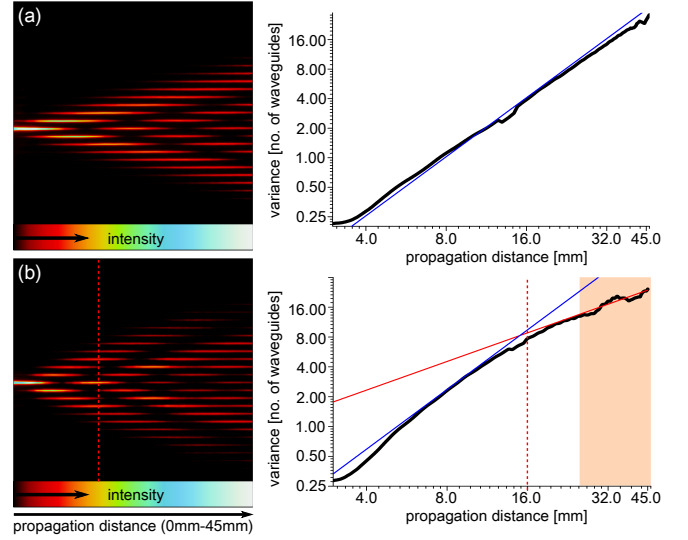 (a)
intensity
variance [no. of waveguides]
16.00
8.00
4.00
2.00
1.00
0.50
0.25
4.0 8.0 16.0 32.0 45.0
propagation distance [mm]
(b)
intensity
propagation distance (0mm-45mm)
variance [no. of waveguides]
16.00
8.00
4.00
2.00
1.00
0.50
0.25
4.0 8.0 16.0 32.0 45.0
propagation distance [mm]